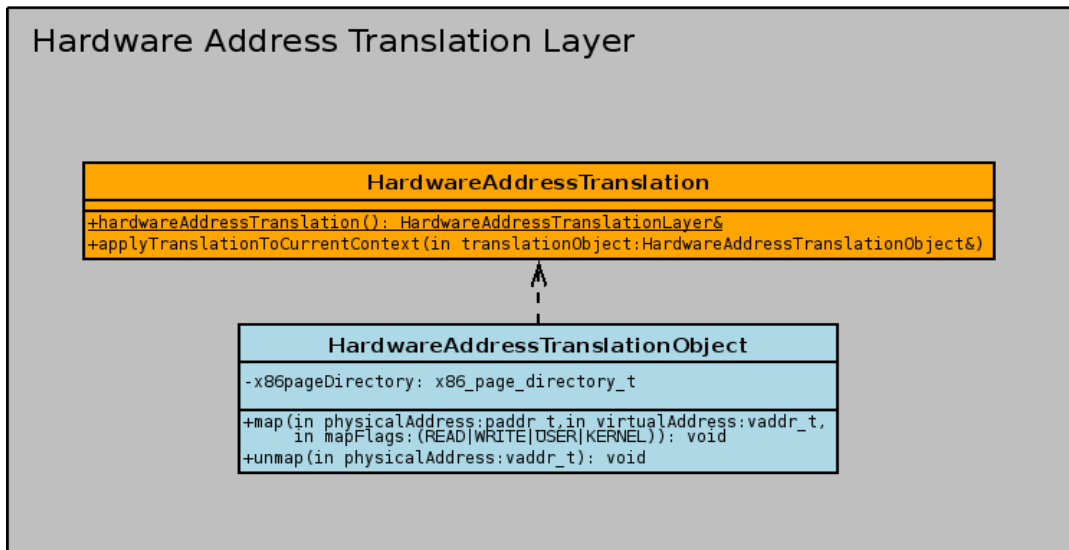 Hardware Address Translation Layer
HardwareAddressTranslation
+hardwareAddressTranslation(): HardwareAddressTranslationLayer&
+applyTranslationToCurrentContext(in translationObject:HardwareAddressTranslationObject&)
HardwareAddressTranslationObject
-x86pageDirectory: x86_page_directory_t
+map(in physicalAddress:paddr_t,in virtualAddress:vaddr_t,
in mapFlags:(READ|WRITE|USER|KERNEL)): void
+unmap(in physicalAddress:vaddr_t): void